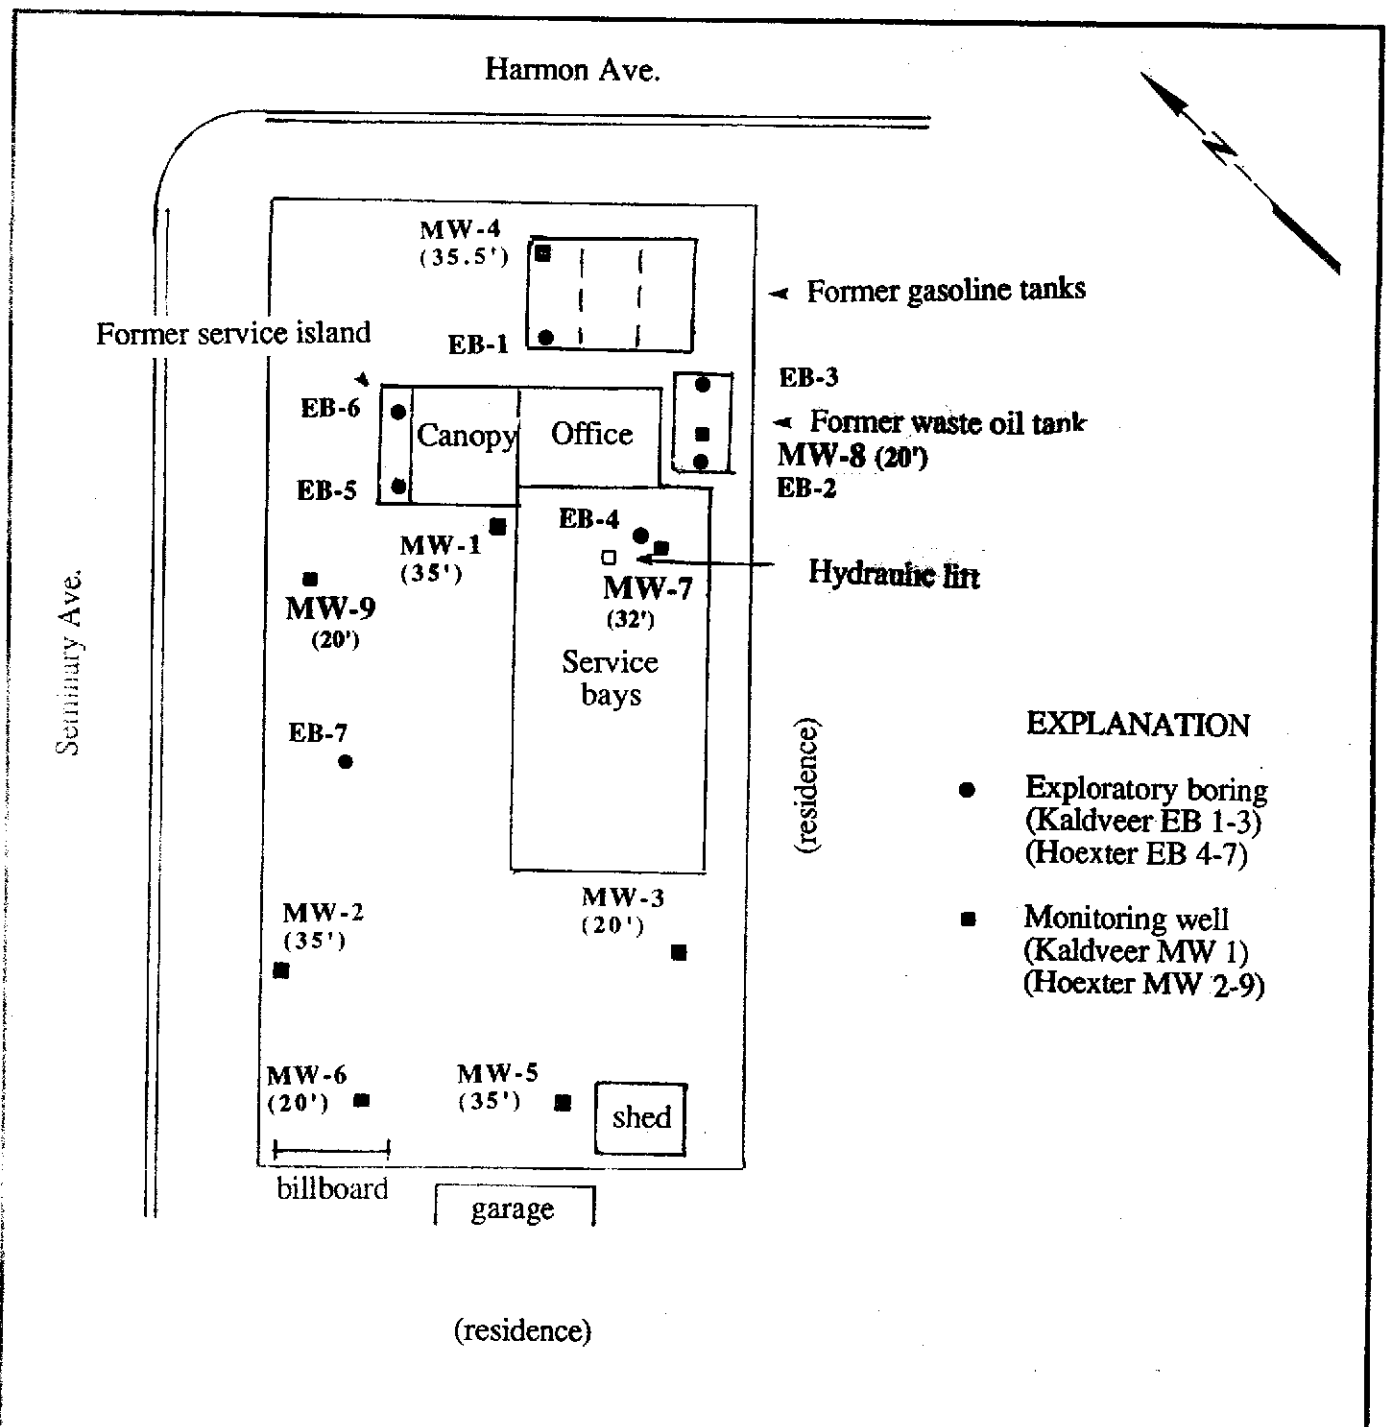 Harmon Ave.
N
MW-4
(35.5')
Former gasoline tanks
Former service island
EB-1
EB-3
EB-6
Canopy
Office
Former waste oil tank
MW-8 (20')
EB-5
EB-2
EB-4
MW-1
(35')
Hydraulic lift
MW-7
(32')
MW-9
(20')
Seminary Ave.
Service
bays
EB-7
(residence)
EXPLANATION
Exploratory boring
(Kaldveer EB 1-3)
(Hoexter EB 4-7)
MW-2
(35')
MW-3
(20')
Monitoring well
(Kaldveer MW 1)
(Hoexter MW 2-9)
MW-6
(20')
MW-5
(35')
shed
billboard
garage
(residence)